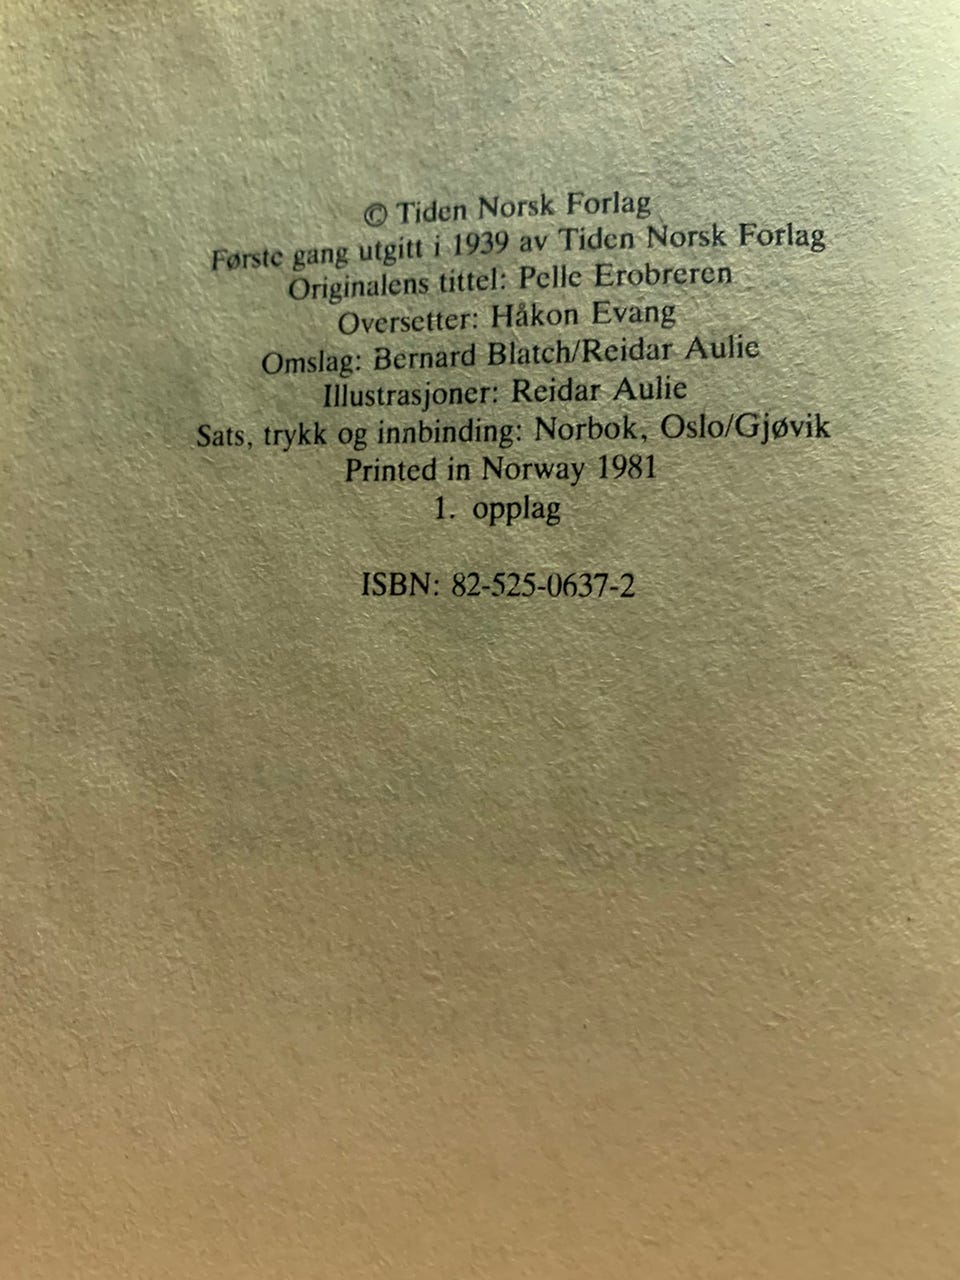 © Tiden Norsk Forlag
Første gang utgitt i 1939 av Tiden Norsk Forlag
Originalens tittel: Pelle Erobreren
Oversetter: Håkon Evang
Omslag: Bernard Blatch/Reidar Aulie
Illustrasjoner: Reidar Aulie
Sats, trykk og innbinding: Norbok, Oslo/Gjøvik
Printed in Norway 1981
1. opplag
ISBN: 82-525-0637-2